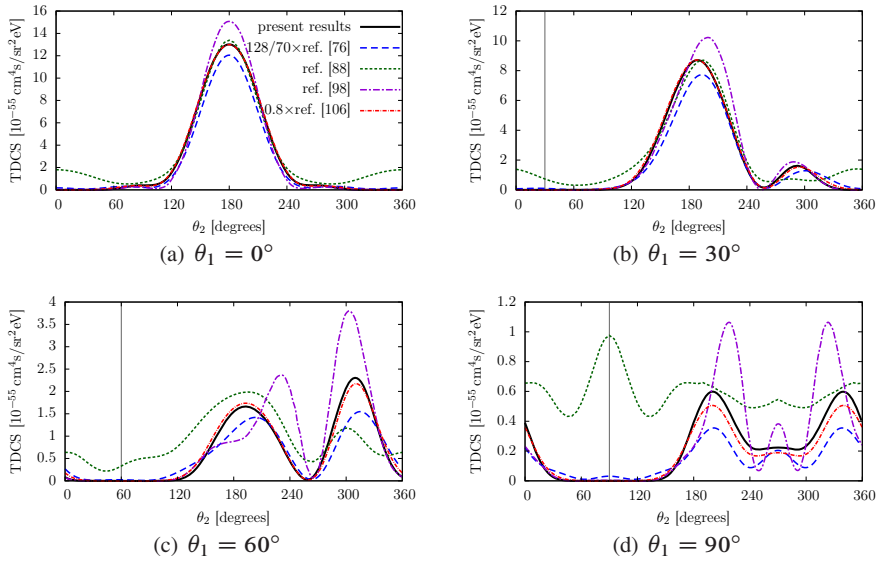 present results
128/70×ref. [76]
ref. [88]
ref. [98]
0.8×ref. [106]
TDCS [10⁻⁵⁵ cm⁴s/sr²eV]
16
14
12
10
8
6
4
2
0
0 60 120 180 240 300 360
θ₂ [degrees]
(a) θ₁ = 0°
TDCS [10⁻⁵⁵ cm⁴s/sr²eV]
12
10
8
6
4
2
0
0 60 120 180 240 300 360
θ₂ [degrees]
(b) θ₁ = 30°
TDCS [10⁻⁵⁵ cm⁴s/sr²eV]
4
3.5
3
2.5
2
1.5
1
0.5
0
0 60 120 180 240 300 360
θ₂ [degrees]
(c) θ₁ = 60°
TDCS [10⁻⁵⁵ cm⁴s/sr²eV]
1.2
1
0.8
0.6
0.4
0.2
0
0 60 120 180 240 300 360
θ₂ [degrees]
(d) θ₁ = 90°